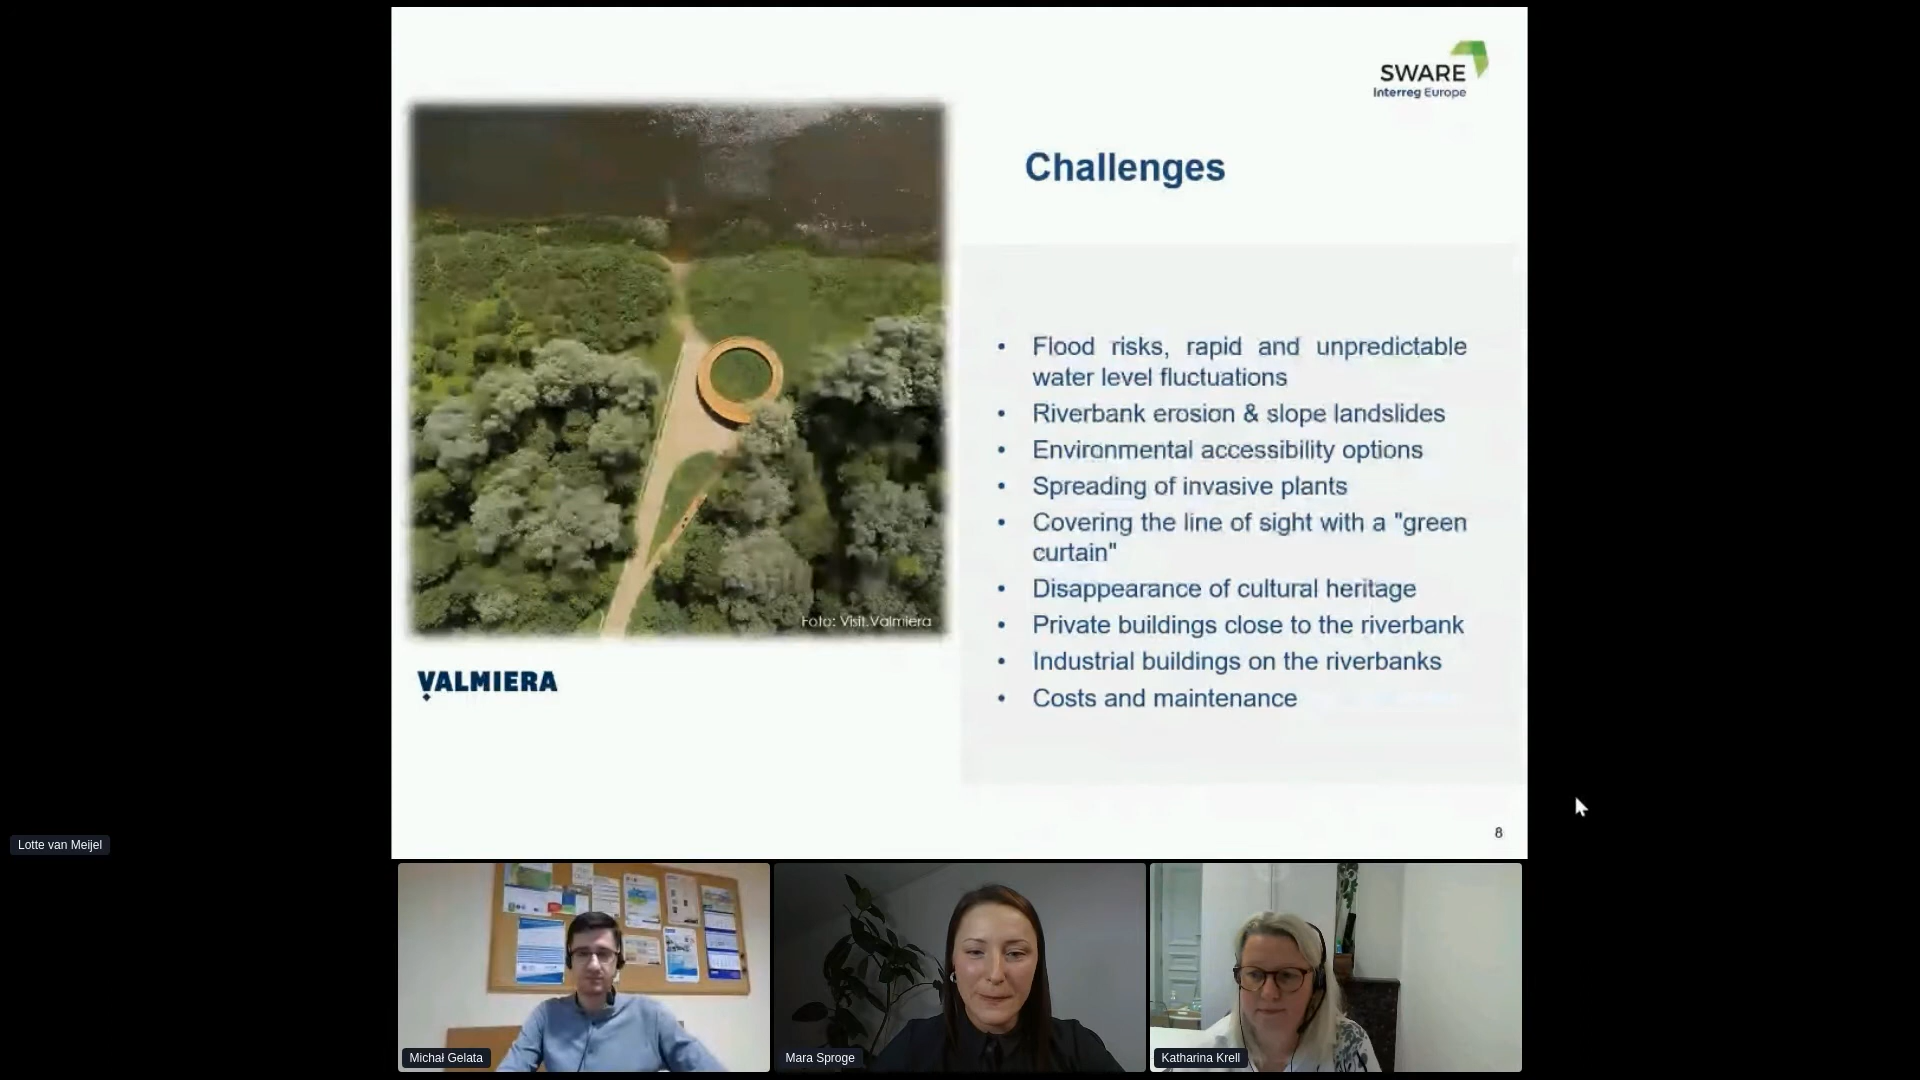 SWARE
Interreg Europe
Challenges
• Flood risks, rapid and unpredictable
water level fluctuations
• Riverbank erosion & slope landslides
• Environmental accessibility options
• Spreading of invasive plants
• Covering the line of sight with a "green
curtain"
• Disappearance of cultural heritage
• Private buildings close to the riverbank
• Industrial buildings on the riverbanks
• Costs and maintenance
Foto: Visit.Valmiera
VALMIERA
8
Lotte van Meijel
Michał Gelata
Mara Sproge
Katharina Krell